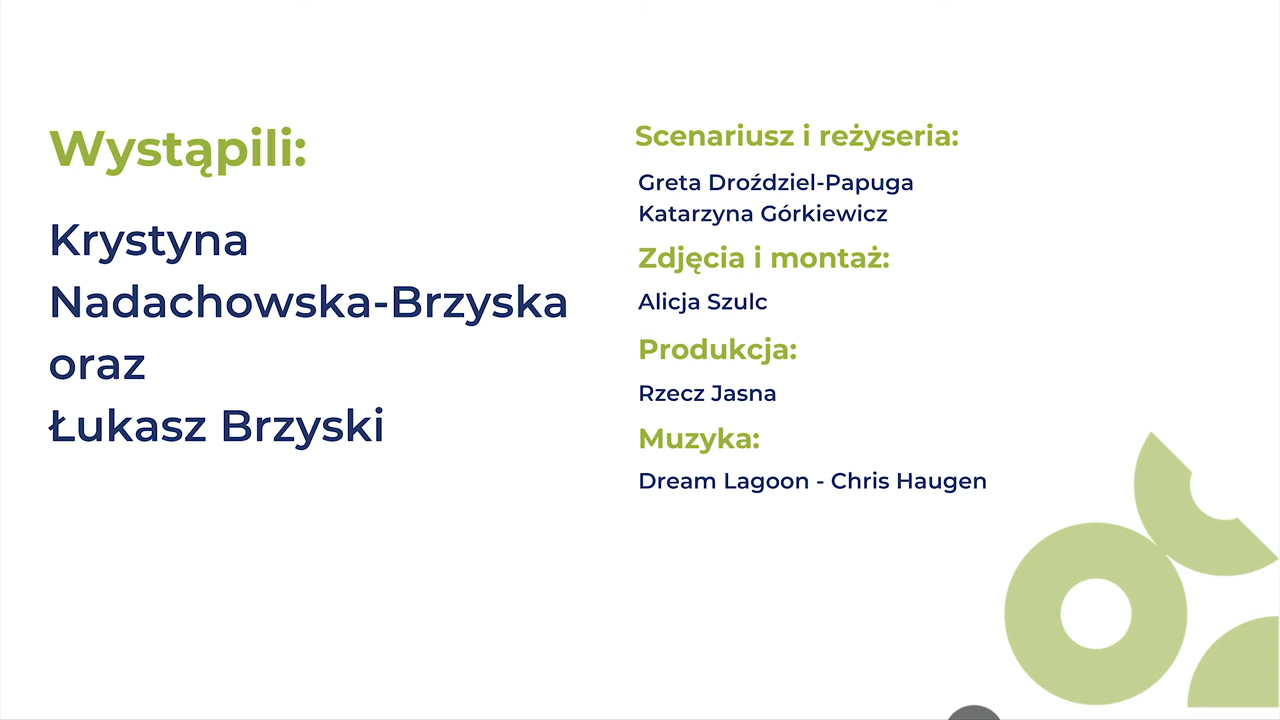 Wystąpili:
Krystyna
Nadachowska-Brzyska
oraz
Łukasz Brzyski
Scenariusz i reżyseria:
Greta Droździel-Papuga
Katarzyna Górkiewicz
Zdjęcia i montaż:
Alicja Szulc
Produkcja:
Rzecz Jasna
Muzyka:
Dream Lagoon - Chris Haugen